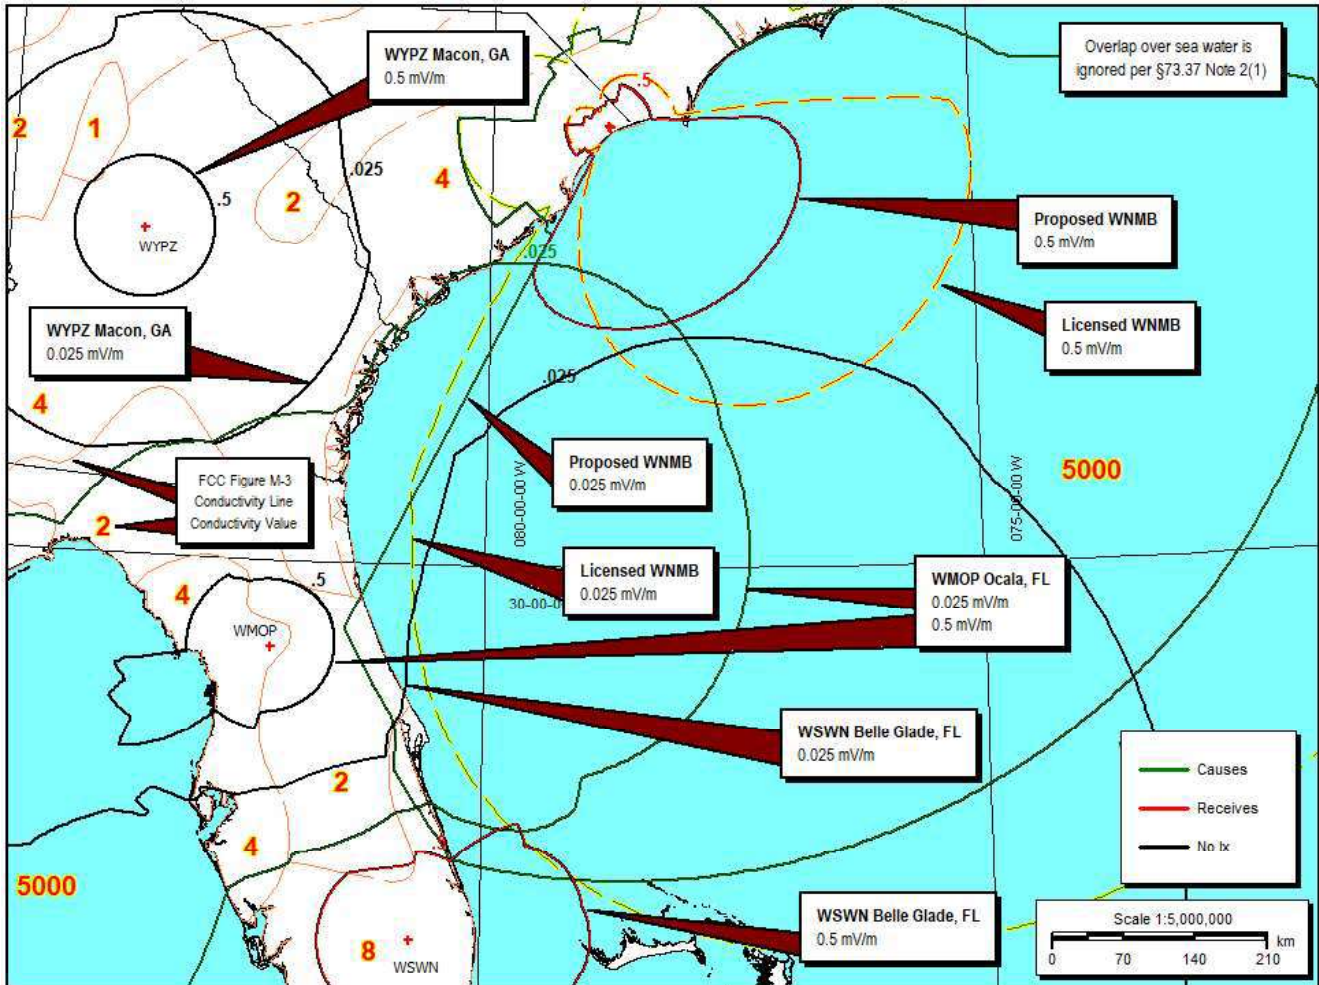 WYPZ Macon, GA
0.5 mV/m
Overlap over sea water is
ignored per §73.37 Note 2(1)
.5
2
1
.025
4
2
.5
WYPZ
Proposed WNMB
0.5 mV/m
.025
WYPZ Macon, GA
0.025 mV/m
Licensed WNMB
0.5 mV/m
.025
4
Proposed WNMB
0.025 mV/m
5000
080-00-00 W
075-00-00 W
FCC Figure M-3
Conductivity Line
Conductivity Value
2
Licensed WNMB
0.025 mV/m
WMOP Ocala, FL
0.025 mV/m
0.5 mV/m
.5
4
30-00-0
WMOP
WSWN Belle Glade, FL
0.025 mV/m
2
Causes
Receives
No Ix
4
5000
WSWN Belle Glade, FL
0.5 mV/m
8
WSWN
Scale 1:5,000,000
km
0 70 140 210